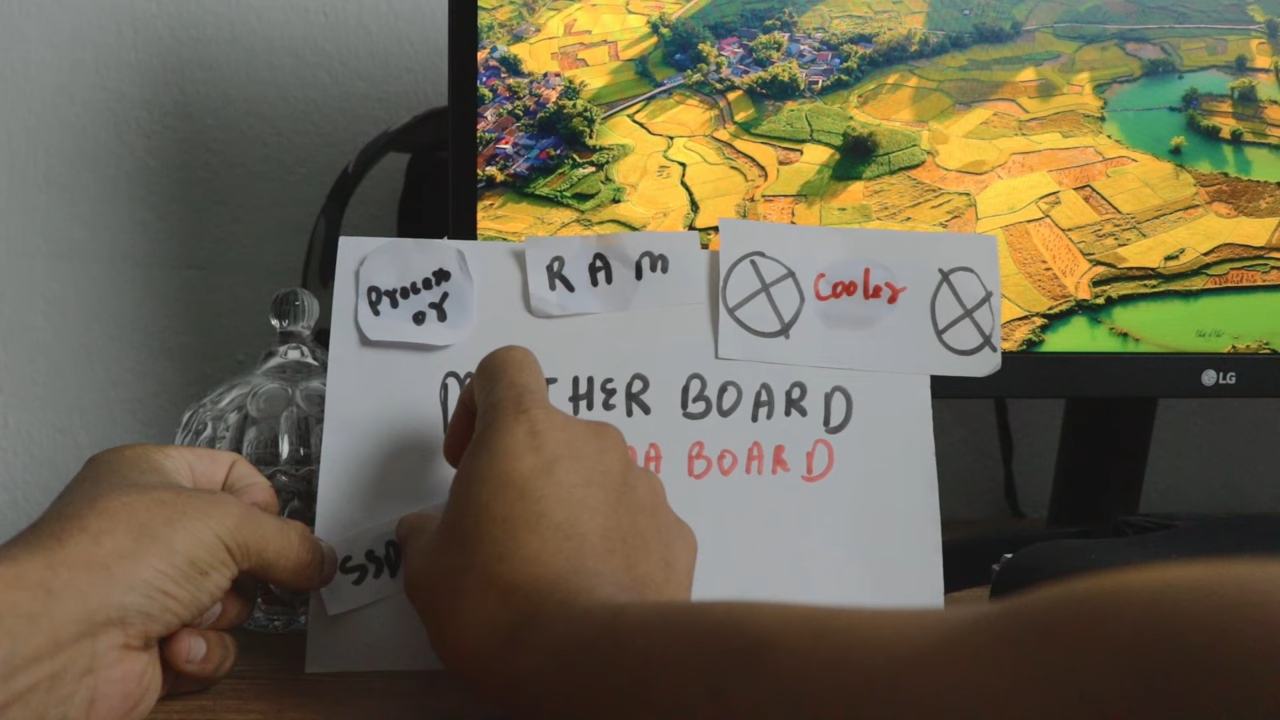 Process
or
RAM
Cooler
BOARD
BOARD
SSD
LG